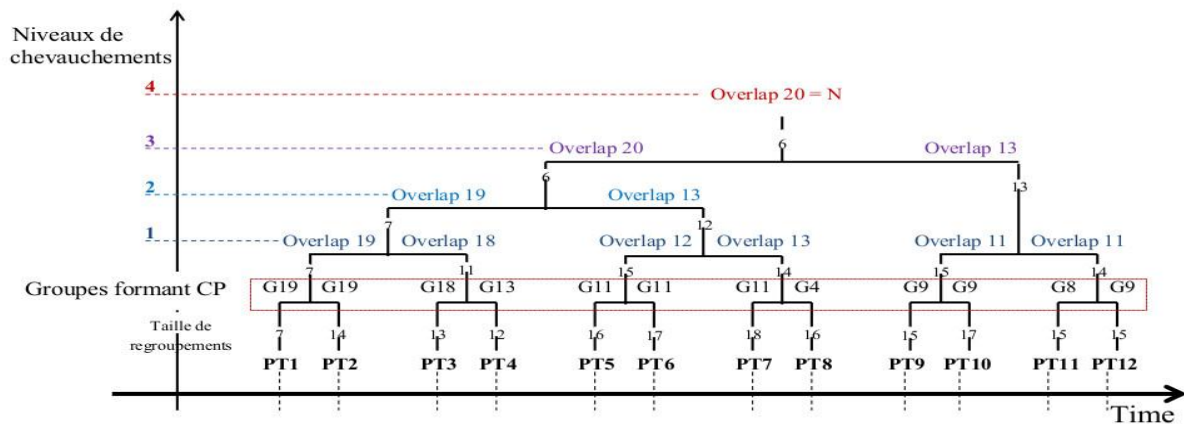 Niveaux de
chevauchements
4
Overlap 20 = N
3
Overlap 20
6
Overlap 13
2
Overlap 19
6
Overlap 13
13
1
Overlap 19
7
Overlap 18
Overlap 12
12
Overlap 13
Overlap 11
Overlap 11
7
11
15
14
15
14
Groupes formant CP
G19
G19
G18
G13
G11
G11
G11
G4
G9
G9
G8
G9
Taille de
regroupements
7
14
13
12
16
17
18
16
15
17
15
15
PT1
PT2
PT3
PT4
PT5
PT6
PT7
PT8
PT9
PT10
PT11
PT12
Time